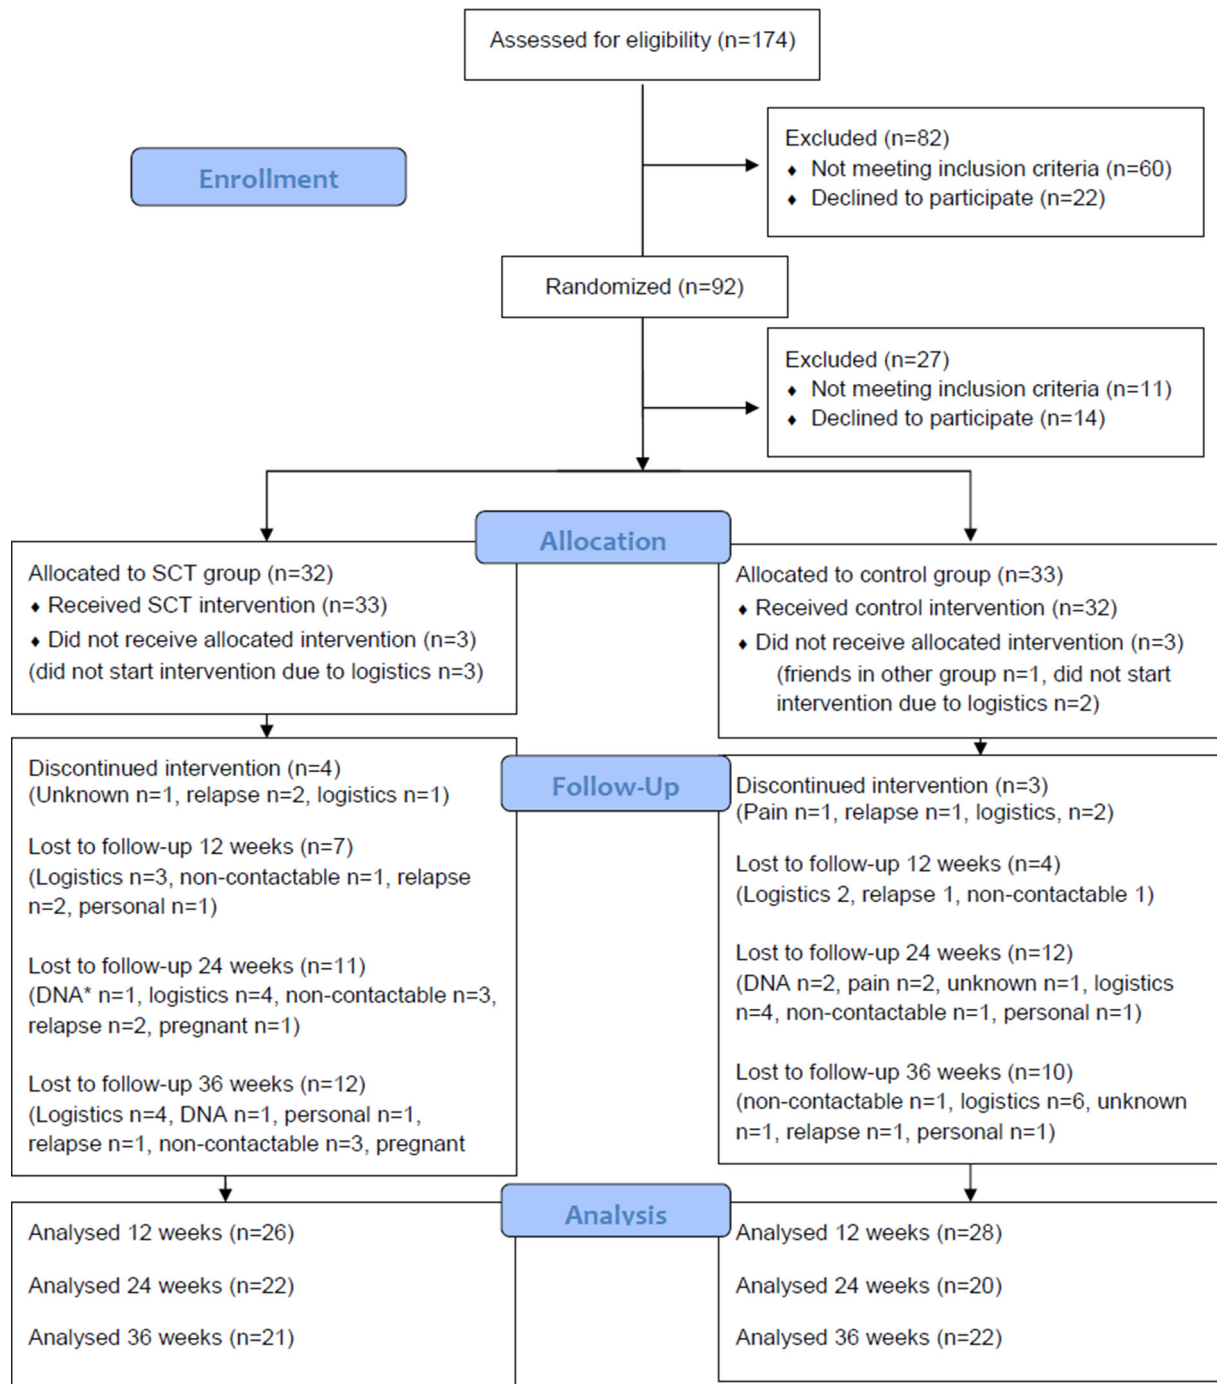 Assessed for eligibility (n=174)
Excluded (n=82)
♦ Not meeting inclusion criteria (n=60)
♦ Declined to participate (n=22)
Enrollment
Randomized (n=92)
Excluded (n=27)
♦ Not meeting inclusion criteria (n=11)
♦ Declined to participate (n=14)
Allocation
Allocated to SCT group (n=32)
♦ Received SCT intervention (n=33)
♦ Did not receive allocated intervention (n=3)
(did not start intervention due to logistics n=3)
Allocated to control group (n=33)
♦ Received control intervention (n=32)
♦ Did not receive allocated intervention (n=3)
(friends in other group n=1, did not start
intervention due to logistics n=2)
Follow-Up
Discontinued intervention (n=4)
(Unknown n=1, relapse n=2, logistics n=1)
Lost to follow-up 12 weeks (n=7)
(Logistics n=3, non-contactable n=1, relapse
n=2, personal n=1)
Lost to follow-up 24 weeks (n=11)
(DNA* n=1, logistics n=4, non-contactable n=3,
relapse n=2, pregnant n=1)
Lost to follow-up 36 weeks (n=12)
(Logistics n=4, DNA n=1, personal n=1,
relapse n=1, non-contactable n=3, pregnant
Discontinued intervention (n=3)
(Pain n=1, relapse n=1, logistics, n=2)
Lost to follow-up 12 weeks (n=4)
(Logistics 2, relapse 1, non-contactable 1)
Lost to follow-up 24 weeks (n=12)
(DNA n=2, pain n=2, unknown n=1, logistics
n=4, non-contactable n=1, personal n=1)
Lost to follow-up 36 weeks (n=10)
(non-contactable n=1, logistics n=6, unknown
n=1, relapse n=1, personal n=1)
Analysis
Analysed 12 weeks (n=26)
Analysed 24 weeks (n=22)
Analysed 36 weeks (n=21)
Analysed 12 weeks (n=28)
Analysed 24 weeks (n=20)
Analysed 36 weeks (n=22)